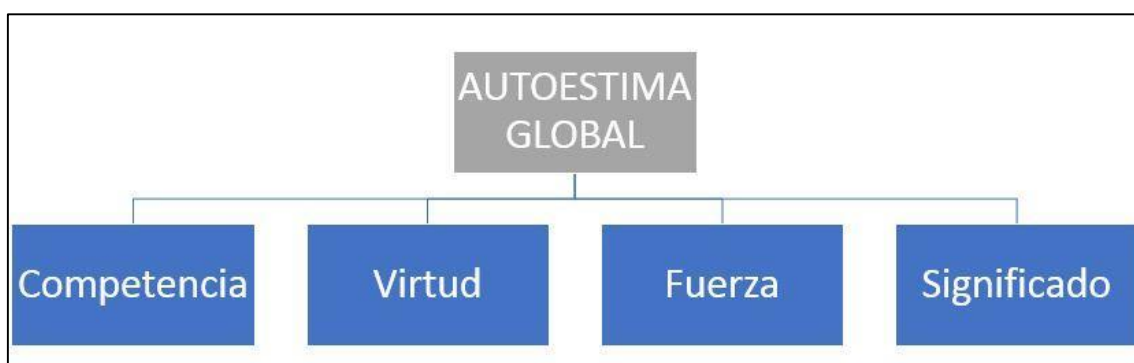 AUTOESTIMA
GLOBAL
Competencia
Virtud
Fuerza
Significado